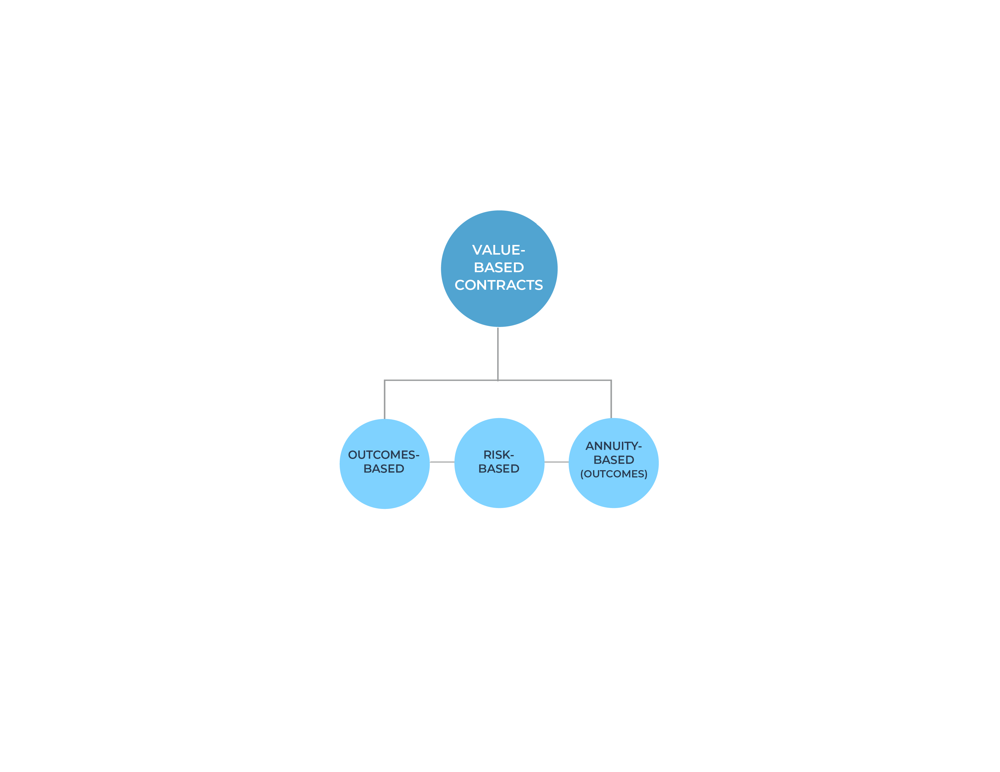 VALUE-
BASED
CONTRACTS
OUTCOMES-
BASED
RISK-
BASED
ANNUITY-
BASED
(OUTCOMES)